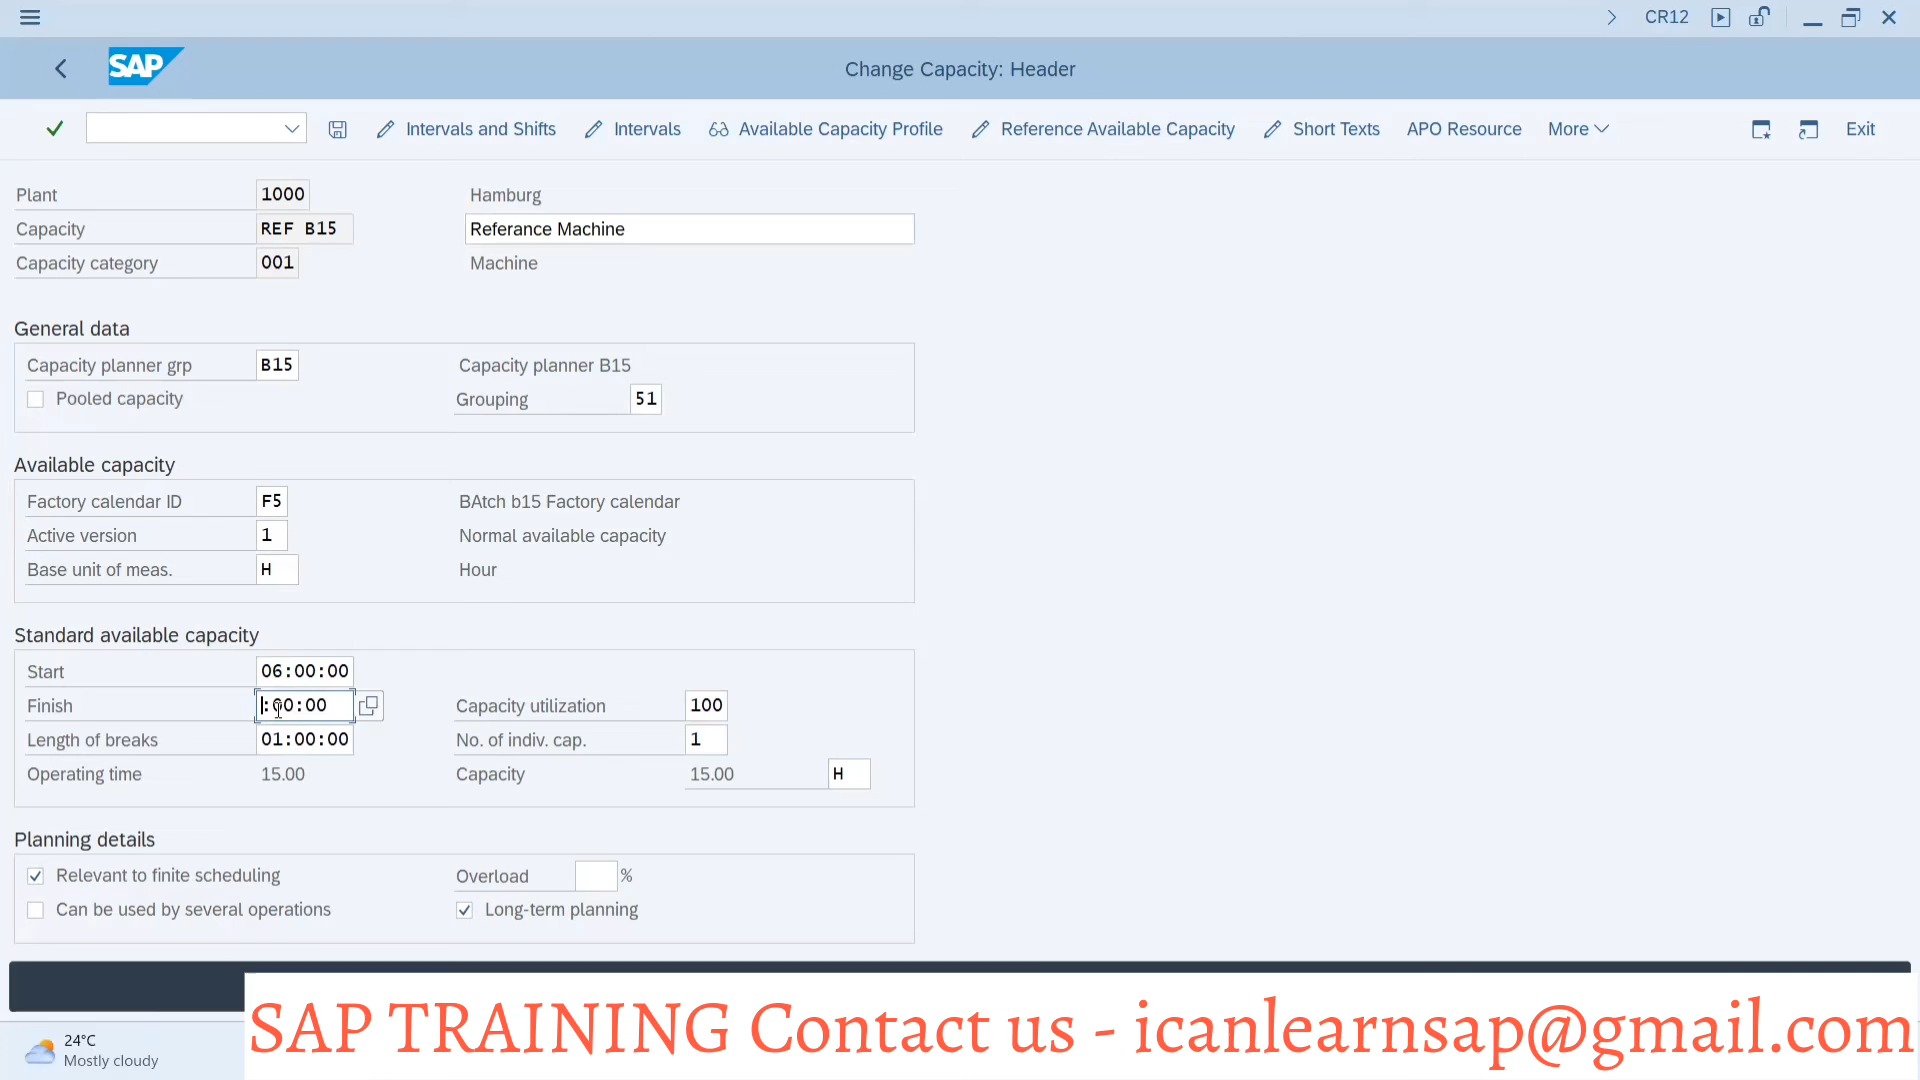 CR12
SAP
Change Capacity: Header
Intervals and Shifts Intervals Available Capacity Profile Reference Available Capacity Short Texts APO Resource More Exit
Plant 1000 Hamburg
Capacity REF B15 Referance Machine
Capacity category 001 Machine
General data
Capacity planner grp B15 Capacity planner B15
Pooled capacity Grouping 51
Available capacity
Factory calendar ID F5 BAtch b15 Factory calendar
Active version 1 Normal available capacity
Base unit of meas. H Hour
Standard available capacity
Start 06:00:00
Finish :00:00 Capacity utilization 100
Length of breaks 01:00:00 No. of indiv. cap. 1
Operating time 15.00 Capacity 15.00 H
Planning details
Relevant to finite scheduling Overload %
Can be used by several operations Long-term planning
SAP TRAINING Contact us - icanlearnsap@gmail.com
24°C
Mostly cloudy